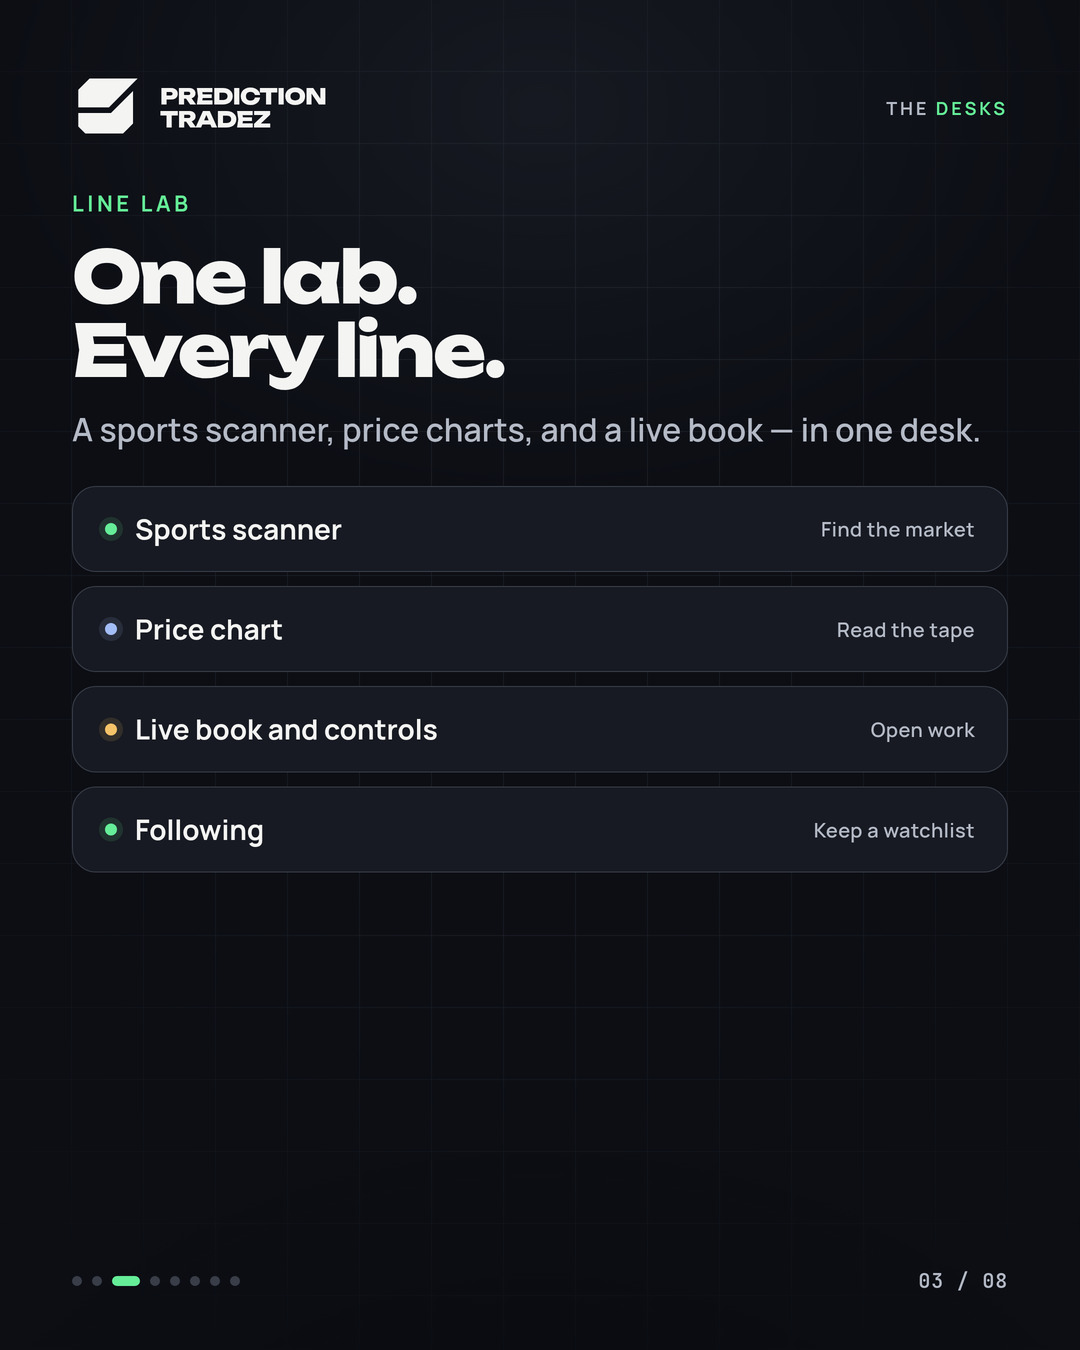 PREDICTION
TRADEZ
THE DESKS
LINE LAB
One lab.
Every line.
A sports scanner, price charts, and a live book — in one desk.
Sports scanner
Find the market
Price chart
Read the tape
Live book and controls
Open work
Following
Keep a watchlist
03 / 08